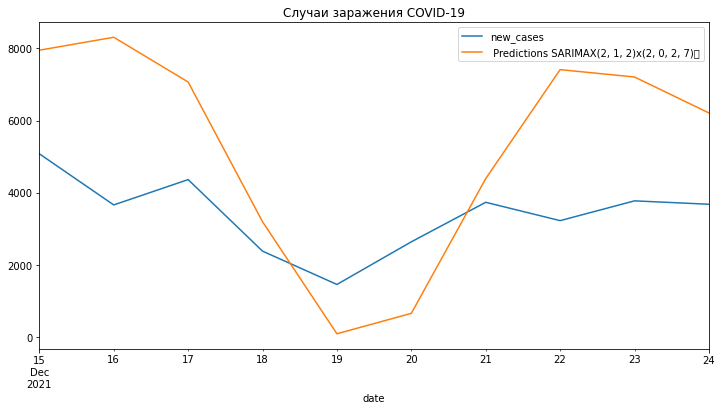 Случаи заражения COVID-19
new_cases
Predictions SARIMAX(2, 1, 2)x(2, 0, 2, 7)
8000
6000
4000
2000
0
15 16 17 18 19 20 21 22 23 24
Dec
2021
date